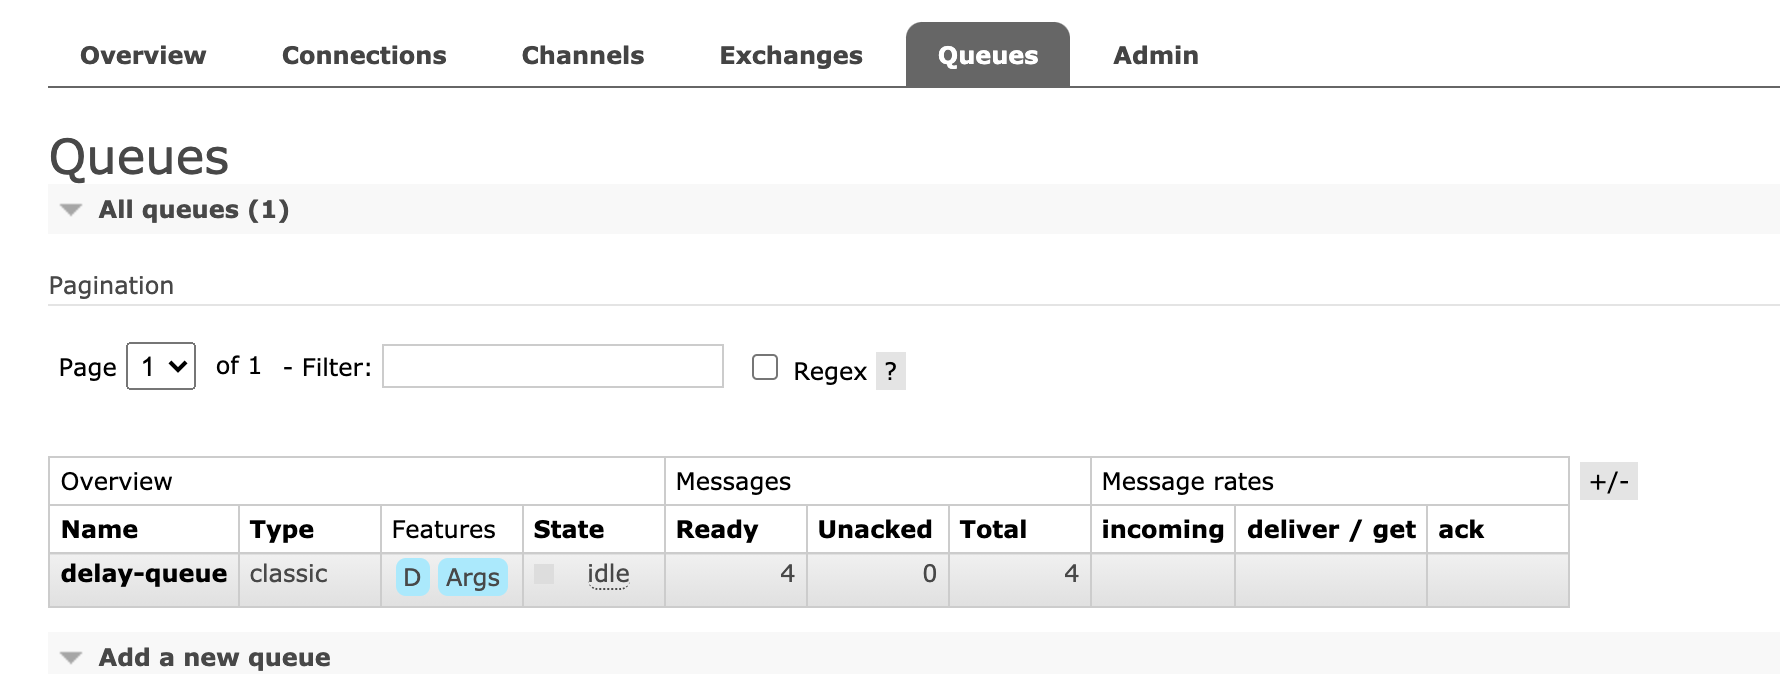 Overview Connections Channels Exchanges Queues Admin
Queues
All queues (1)
Pagination
Page 1 of 1 - Filter: Regex ?
Overview Messages Message rates +/-
Name Type Features State Ready Unacked Total incoming deliver / get ack
delay-queue classic D Args idle 4 0 4
Add a new queue